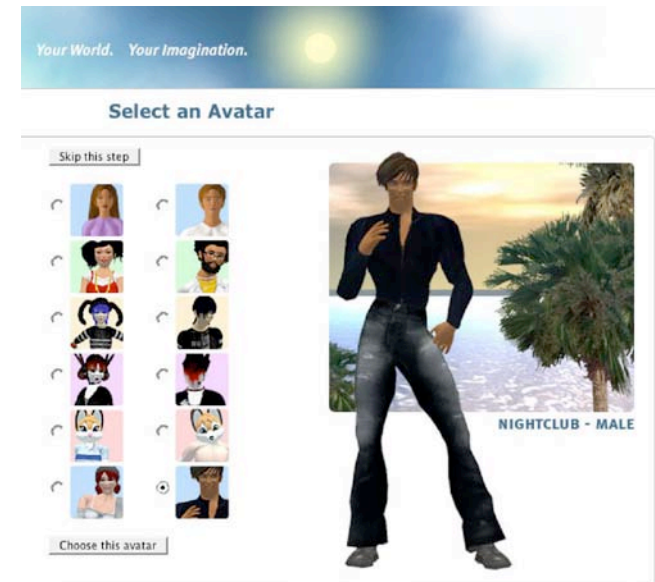 Your World. Your Imagination.
Select an Avatar
Skip this step
NIGHTCLUB - MALE
Choose this avatar